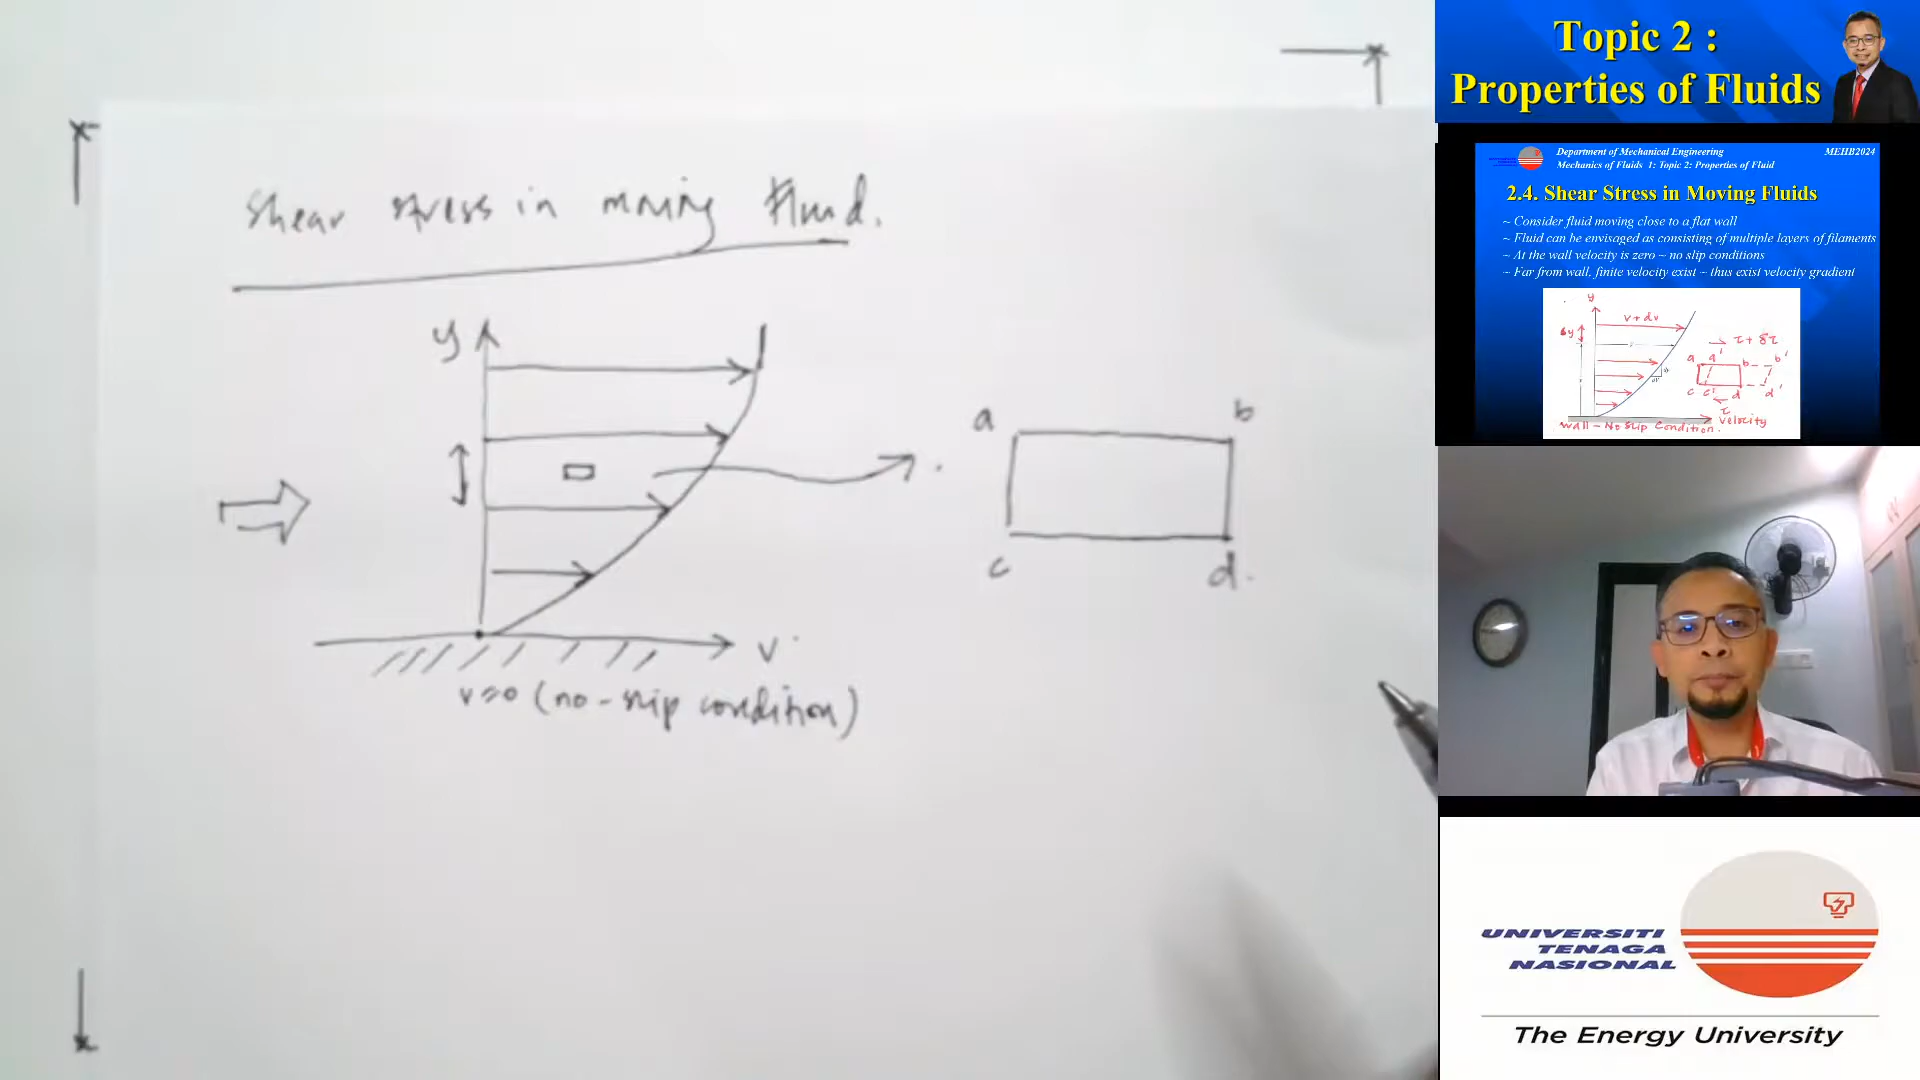 shear stress in moving fluid.
y
a
b
c
d.
v
v=0 (no-slip condition)
Topic 2 :
Properties of Fluids
Department of Mechanical Engineering
MEHB2024
Mechanics of Fluids 1: Topic 2: Properties of Fluid
2.4. Shear Stress in Moving Fluids
~ Consider fluid moving close to a flat wall
~ Fluid can be envisaged as consisting of multiple layers of filaments
~ At the wall velocity is zero ~ no slip conditions
~ Far from wall, finite velocity exist ~ thus exist velocity gradient
y
v + dv
δy
τ + δτ
a a' b b'
c c' d d'
τ
velocity
Wall - No slip condition.
UNIVERSITI
TENAGA
NASIONAL
The Energy University